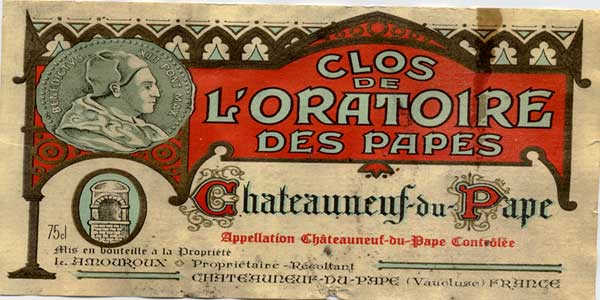 BENEDICTVS PONT MAX
CLOS
DE
L'ORATOIRE
DES PAPES
Chateauneuf-du-Pape
Appellation Châteauneuf-du-Pape Contrôlée
75cl
Mis en bouteille à la Propriété
Le. AMOUROUX Propriétaire-Récoltant
CHATEAUNEUF-DU-PAPE (Vaucluse) FRANCE